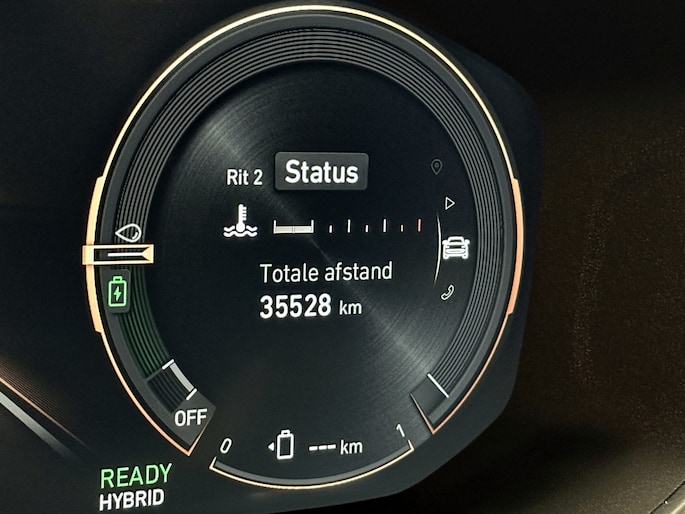 Rit 2 Status
Totale afstand
35528 km
OFF
0 --- km 1
READY
HYBRID